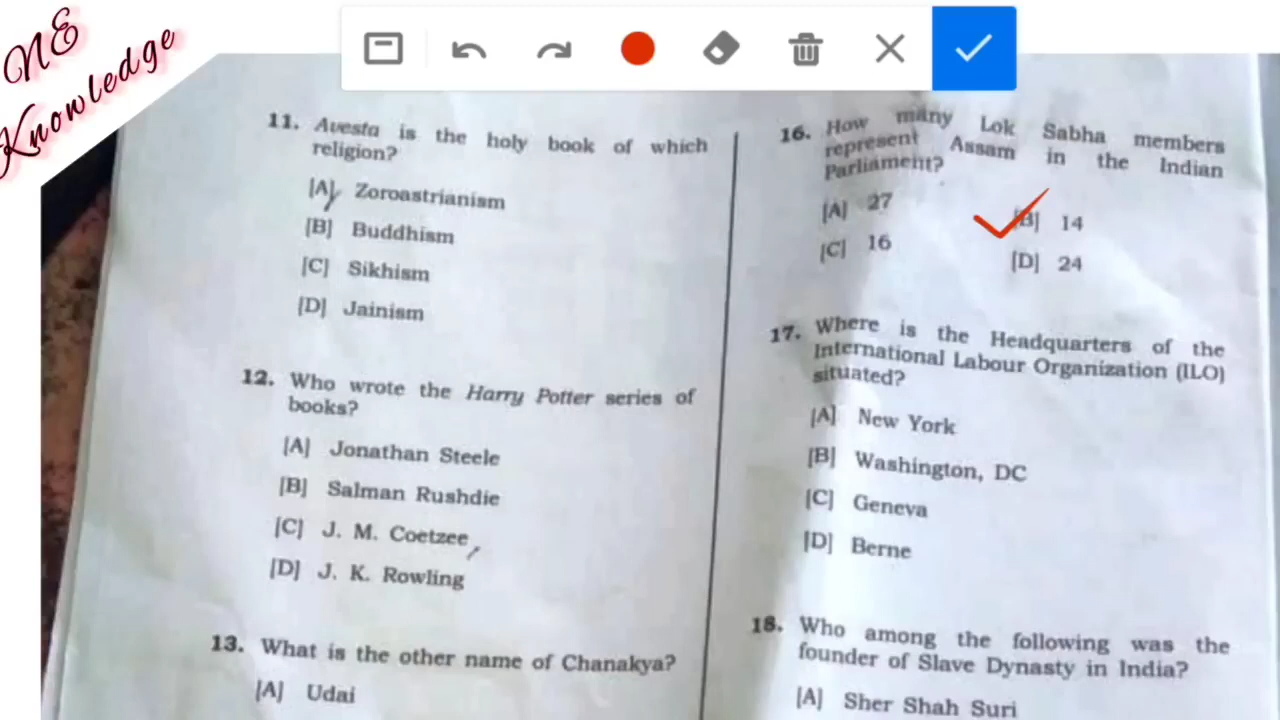 NE
Knowledge
11. Avesta is the holy book of which
religion?
[A] Zoroastrianism
[B] Buddhism
[C] Sikhism
[D] Jainism
12. Who wrote the Harry Potter series of
books?
[A] Jonathan Steele
[B] Salman Rushdie
[C] J. M. Coetzee
[D] J. K. Rowling
13. What is the other name of Chanakya?
[A] Udai
16. How many Lok Sabha members
represent Assam in the Indian
Parliament?
[A] 27 [B] 14
[C] 16 [D] 24
17. Where is the Headquarters of the
International Labour Organization (ILO)
situated?
[A] New York
[B] Washington, DC
[C] Geneva
[D] Berne
18. Who among the following was the
founder of Slave Dynasty in India?
[A] Sher Shah Suri